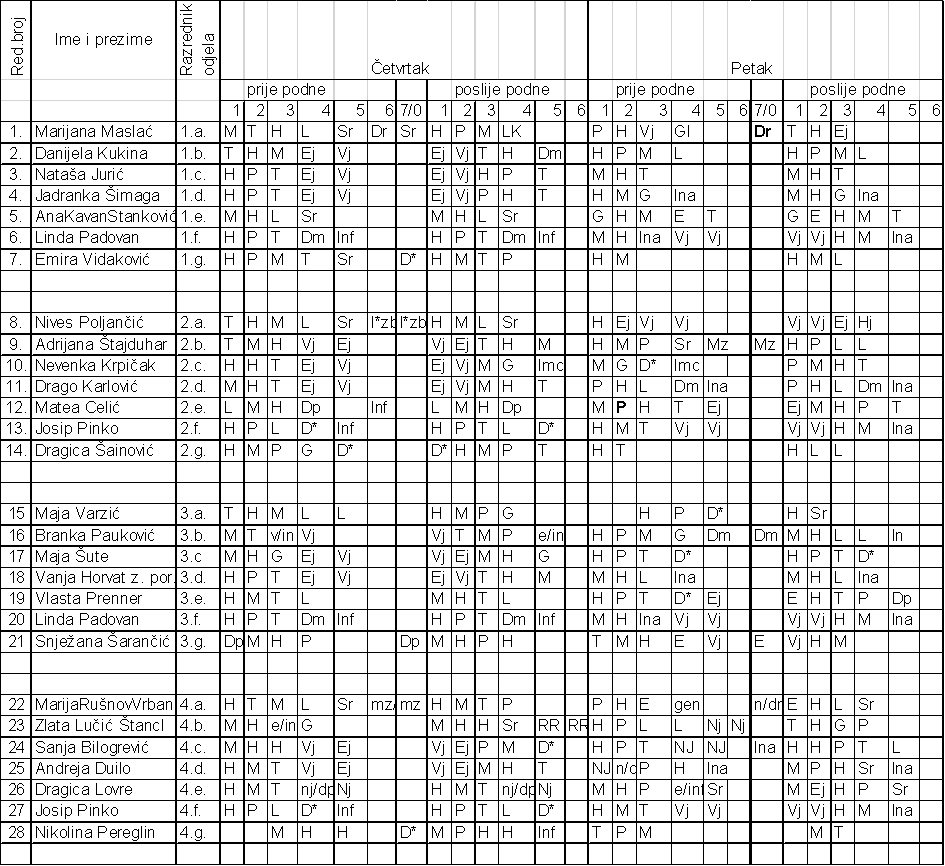 Red.broj Ime i prezime Razrednik odjela Četvrtak Petak
prije podne poslije podne prije podne poslije podne
1 2 3 4 5 6 7/0 1 2 3 4 5 6 1 2 3 4 5 6 7/0 1 2 3 4 5 6
1. Marijana Maslać 1.a. M T H L Sr Dr Sr H P M LK P H Vj Gl Dr T H Ej
2. Danijela Kukina 1.b. T H M Ej Vj Ej Vj T H Dm H P M L H P M L
3. Nataša Jurić 1.c. H P T Ej Vj Ej Vj H P T M H T M H T
4. Jadranka Šimaga 1.d. H P T Ej Vj Ej Vj P H T H M G Ina M H G Ina
5. AnaKavanStanković 1.e. M H L Sr M H L Sr G H M E T G E H M T
6. Linda Padovan 1.f. H P T Dm Inf H P T Dm Inf M H Ina Vj Vj Vj Vj H M Ina
7. Emira Vidaković 1.g. H P M T Sr D* H M T P H M H M L
8. Nives Poljančić 2.a. T H M L Sr I*zb I*zb H M L Sr H Ej Vj Vj Vj Vj Ej Hj
9. Adrijana Štajduhar 2.b. T M H Vj Ej Vj Ej T H M H M P Sr Mz Mz H P L L
10. Nevenka Krpičak 2.c. H H T Ej Vj Ej Vj M G Imc M G D* Imc P M H T
11. Drago Karlović 2.d. M H T Ej Vj Ej Vj M H T P H L Dm Ina P H L Dm Ina
12. Matea Celić 2.e. L M H Dp Inf L M H Dp M P H T Ej Ej M H P T
13. Josip Pinko 2.f. H P L D* Inf H P T L D* H M T Vj Vj Vj Vj H M Ina
14. Dragica Šainović 2.g. H M P G D* D* H M P T H T H L L
15 Maja Varzić 3.a. T H M L L H M P G H P D* H Sr
16 Branka Pauković 3.b. M T v/in Vj Vj T M P e/in H P M G Dm Dm M H L L In
17 Maja Šute 3.c M H G Ej Vj Vj Ej M H G H P T D* H P T D*
18 Vanja Horvat z. por. 3.d. H P T Ej Vj Ej Vj T H M M H L Ina M H L Ina
19 Vlasta Prenner 3.e. H M T L M H T L H P T D* Ej E H T P Dp
20 Linda Padovan 3.f. H P T Dm Inf H P T Dm Inf M H Ina Vj Vj Vj Vj H M Ina
21 Snježana Šarančić 3.g. Dp M H P Dp M H P H T M H E Vj E Vj H M
22 MarijaRušnovVrban 4.a. H T M L Sr mz/ mz H M T P P H E gen n/dr E H L Sr
23 Zlata Lučić Štancl 4.b. M H e/in G M H H Sr RR RR H P L L Nj Nj T H G P
24 Sanja Bilogrević 4.c. M H H Vj Ej Vj Ej P M D* H P T NJ NJ Ina H H P T L
25 Andreja Duilo 4.d. H M T Vj Ej Vj Ej M H T NJ n/d P H Ina M P H Sr Ina
26 Dragica Lovre 4.e. H M T nj/dp Nj H M T nj/dp Nj M H P e/inf Sr M Ej H P Sr
27 Josip Pinko 4.f. H P L D* Inf H P T L D* H M T Vj Vj Vj Vj H M Ina
28 Nikolina Pereglin 4.g. M H H D* M P H H Inf T P M M T